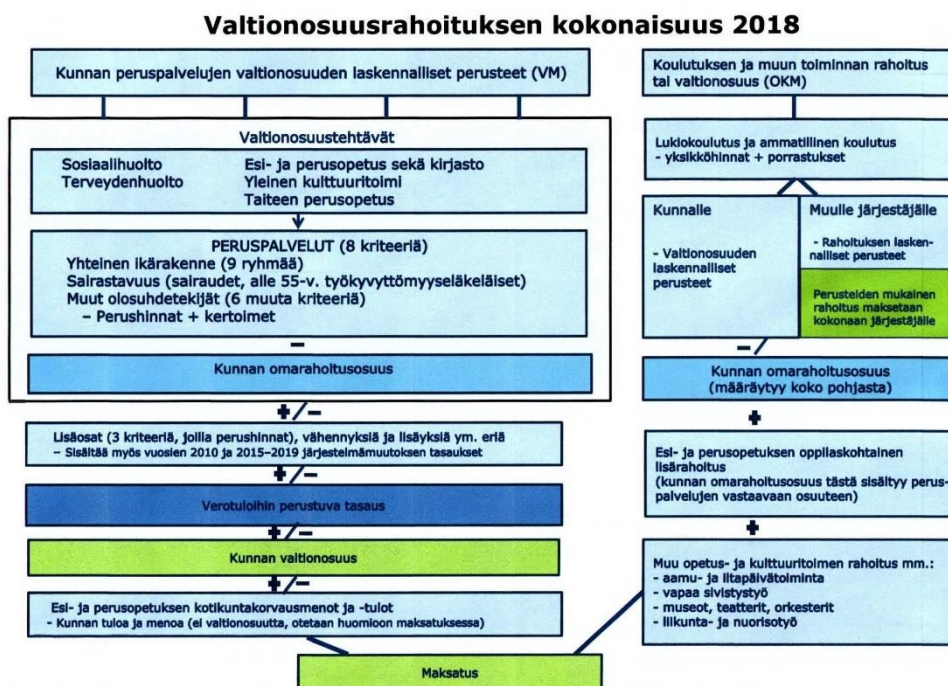 Valtionosuusrahoituksen kokonaisuus 2018
Kunnan peruspalvelujen valtionosuuden laskennalliset perusteet (VM)
Valtionosuustehtävät
Sosiaalihuolto
Terveydenhuolto
Esi- ja perusopetus sekä kirjasto
Yleinen kulttuuritoimi
Taiteen perusopetus
PERUSPALVELUT (8 kriteeriä)
Yhteinen ikärakenne (9 ryhmää)
Sairastavuus (sairaudet, alle 55-v. työkyvyttömyyseläkeläiset)
Muut olosuhdetekijät (6 muuta kriteeriä)
– Perushinnat + kertoimet
–
Kunnan omarahoitusosuus
+/–
Lisäosat (3 kriteeriä, joilla perushinnat), vähennyksiä ja lisäyksiä ym. eriä
– Sisältää myös vuosien 2010 ja 2015–2019 järjestelmämuutoksen tasaukset
+/–
Verotuloihin perustuva tasaus
+/–
Kunnan valtionosuus
+/–
Esi- ja perusopetuksen kotikuntakorvausmenot ja -tulot
- Kunnan tuloa ja menoa (ei valtionosuutta, otetaan huomioon maksatuksessa)
Koulutuksen ja muun toiminnan rahoitus
tai valtionosuus (OKM)
Lukiokoulutus ja ammatillinen koulutus
- yksikköhinnat + porrastukset
Kunnalle
- Valtionosuuden
laskennalliset
perusteet
Muulle järjestäjälle
- Rahoituksen lasken-
nalliset perusteet
Perusteiden mukainen
rahoitus maksetaan
kokonaan järjestäjälle
–/
Kunnan omarahoitusosuus
(määräytyy koko pohjasta)
+
Esi- ja perusopetuksen oppilaskohtainen
lisärahoitus
(kunnan omarahoitusosuus tästä sisältyy perus-
palvelujen vastaavaan osuuteen)
+
Muu opetus- ja kulttuuritoimen rahoitus mm.:
- aamu- ja iltapäivätoiminta
- vapaa sivistystyö
- museot, teatterit, orkesterit
- liikunta- ja nuorisotyö
Maksatus